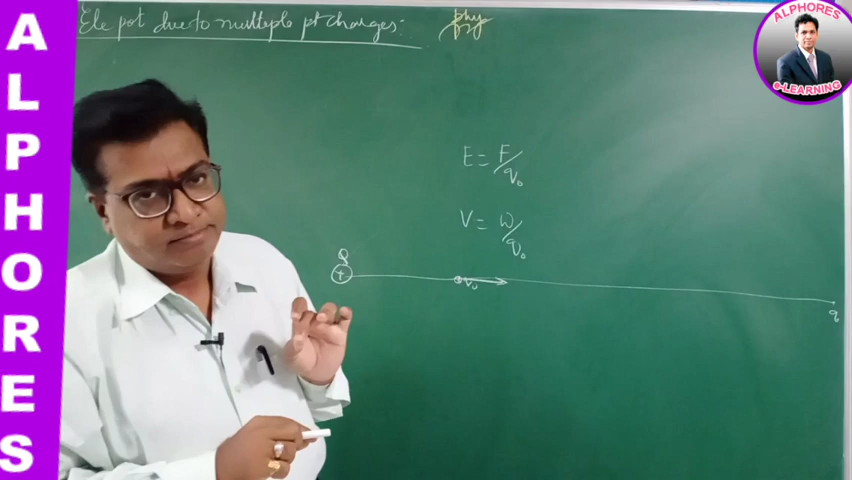 ALPHORES
Ele pot due to multiple pt charges:-
phy
ALPHORES
e-LEARNING
E = F/q₀
V = W/q₀
Q
+
q₀
q